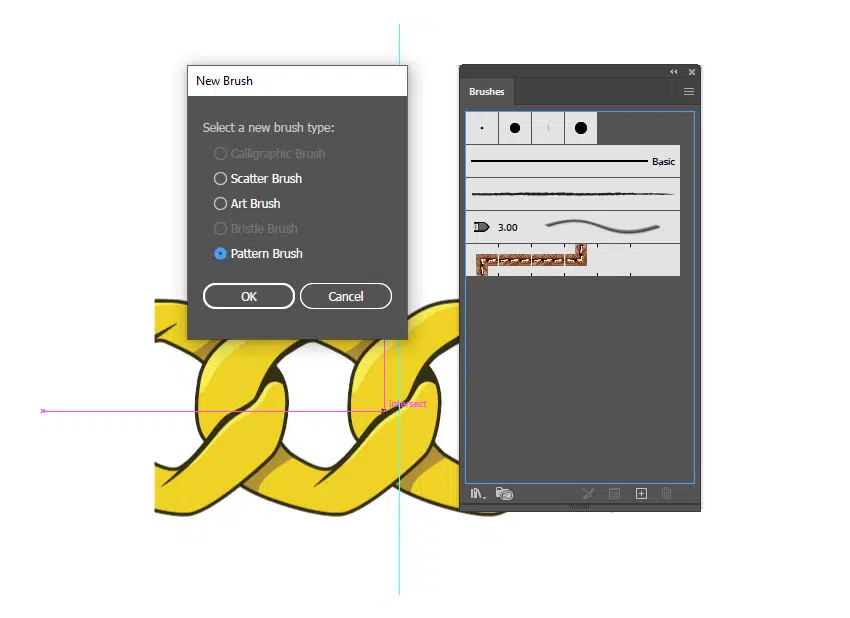 New Brush
Select a new brush type:
Calligraphic Brush
Scatter Brush
Art Brush
Bristle Brush
Pattern Brush
OK
Cancel
Brushes
Basic
3.00
intersect